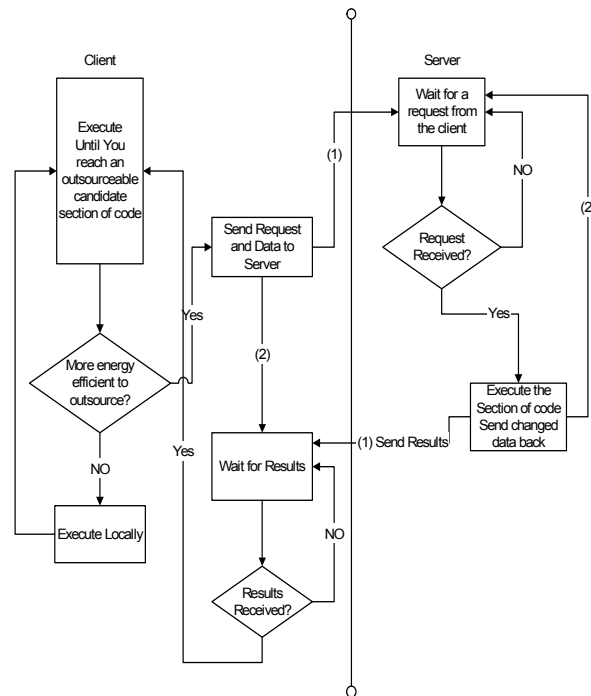 Client
Server
Execute
Until You
reach an
outsourceable
candidate
section of code
Wait for a
request from
the client
(1)
NO
(2
Send Request
and Data to
Server
Request
Received?
Yes
Yes
(2)
More energy
efficient to
outsource?
Execute the
Section of code
Send changed
data back
Yes
(1) Send Results
Wait for Results
NO
NO
Execute Locally
Results
Received?